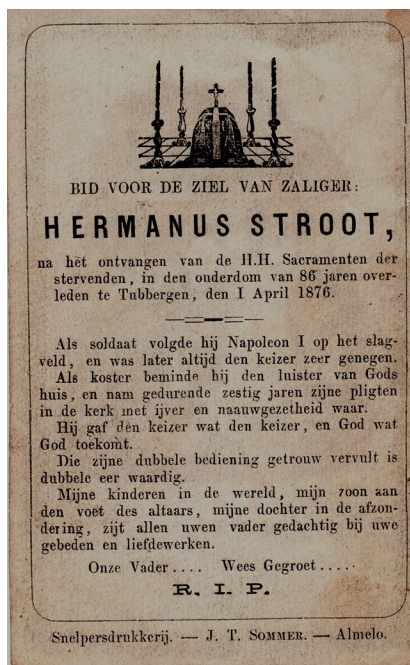 BID VOOR DE ZIEL VAN ZALIGER:
HERMANUS STROOT,
na hét ontvangen van de H.H. Sacramenten der
stervenden, in den ouderdom van 86 jaren over-
leden te Tubbergen, den I April 1876.
Als soldaat volgde hij Napoleon I op het slag-
veld, en was later altijd den keizer zeer genegen.
Als koster beminde hij den luister van Gods
huis, en nam gedurende zestig jaren zijne pligten
in de kerk met ijver en naauwgezetheid waar.
Hij gaf den keizer wat den keizer, en God wat
God toekomt.
Die zijne dubbele bediening getrouw vervult is
dubbele eer waardig.
Mijne kinderen in de wereld, mijn zoon aan
den voet des altaars, mijne dochter in de afzon-
dering, zijt allen uwen vader gedachtig bij uwe
gebeden en liefdewerken.
Onze Vader.... Wees Gegroet....
R. I. P.
Snelpersdrukkerij. — J. T. SOMMER. — Almelo.